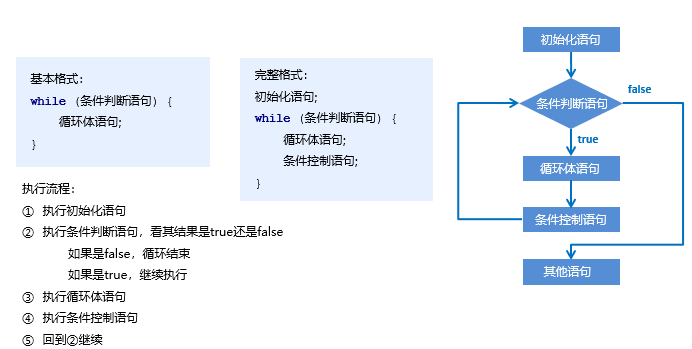 基本格式:
while (条件判断语句) {
循环体语句;
}
完整格式:
初始化语句;
while (条件判断语句) {
循环体语句;
条件控制语句;
}
执行流程:
① 执行初始化语句
② 执行条件判断语句，看其结果是true还是false
如果是false，循环结束
如果是true，继续执行
③ 执行循环体语句
④ 执行条件控制语句
⑤ 回到②继续
初始化语句
条件判断语句
false
true
循环体语句
条件控制语句
其他语句